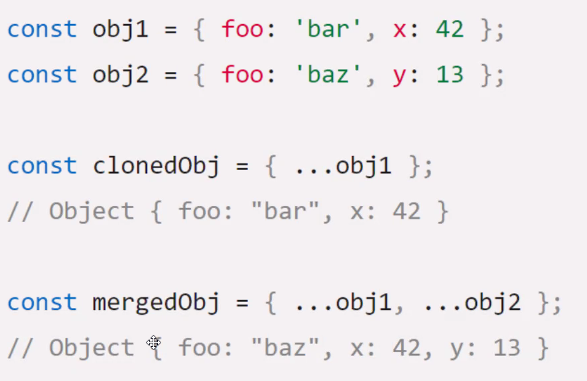 const obj1 = { foo: 'bar', x: 42 };
const obj2 = { foo: 'baz', y: 13 };
const clonedObj = { ...obj1 };
// Object { foo: "bar", x: 42 }
const mergedObj = { ...obj1, ...obj2 };
// Object { foo: "baz", x: 42, y: 13 }